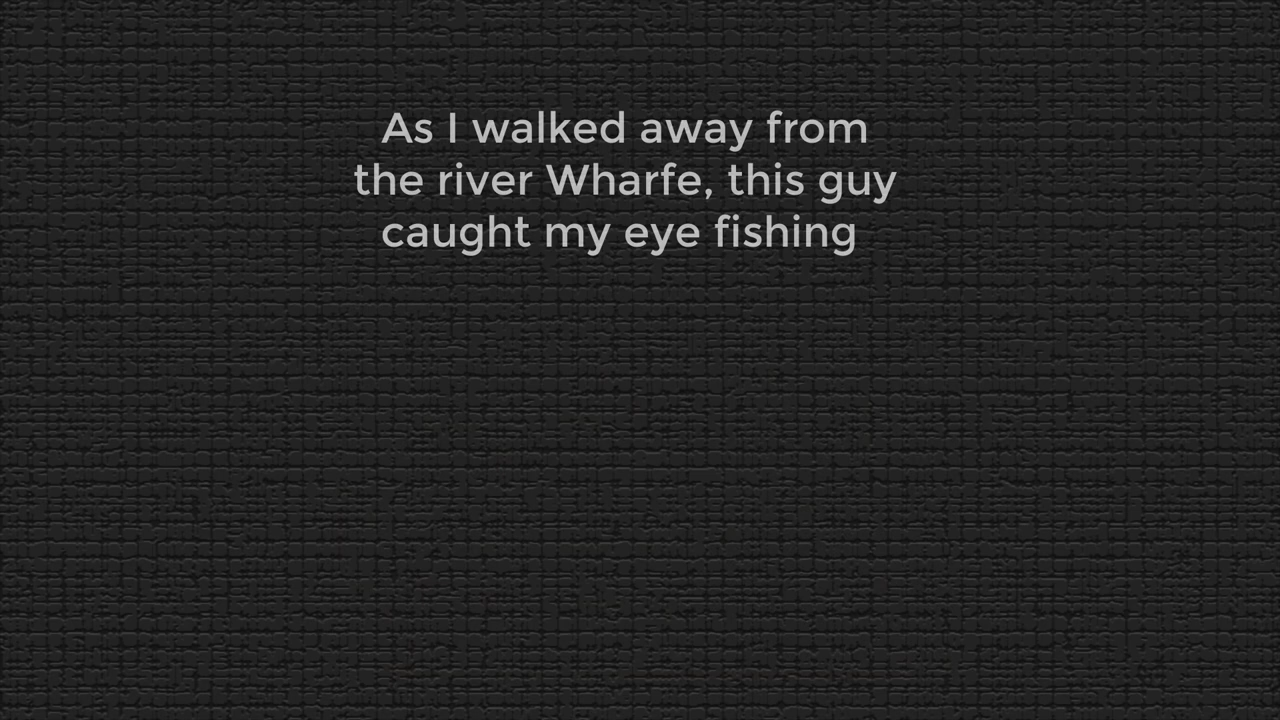 As I walked away from
the river Wharfe, this guy
caught my eye fishing